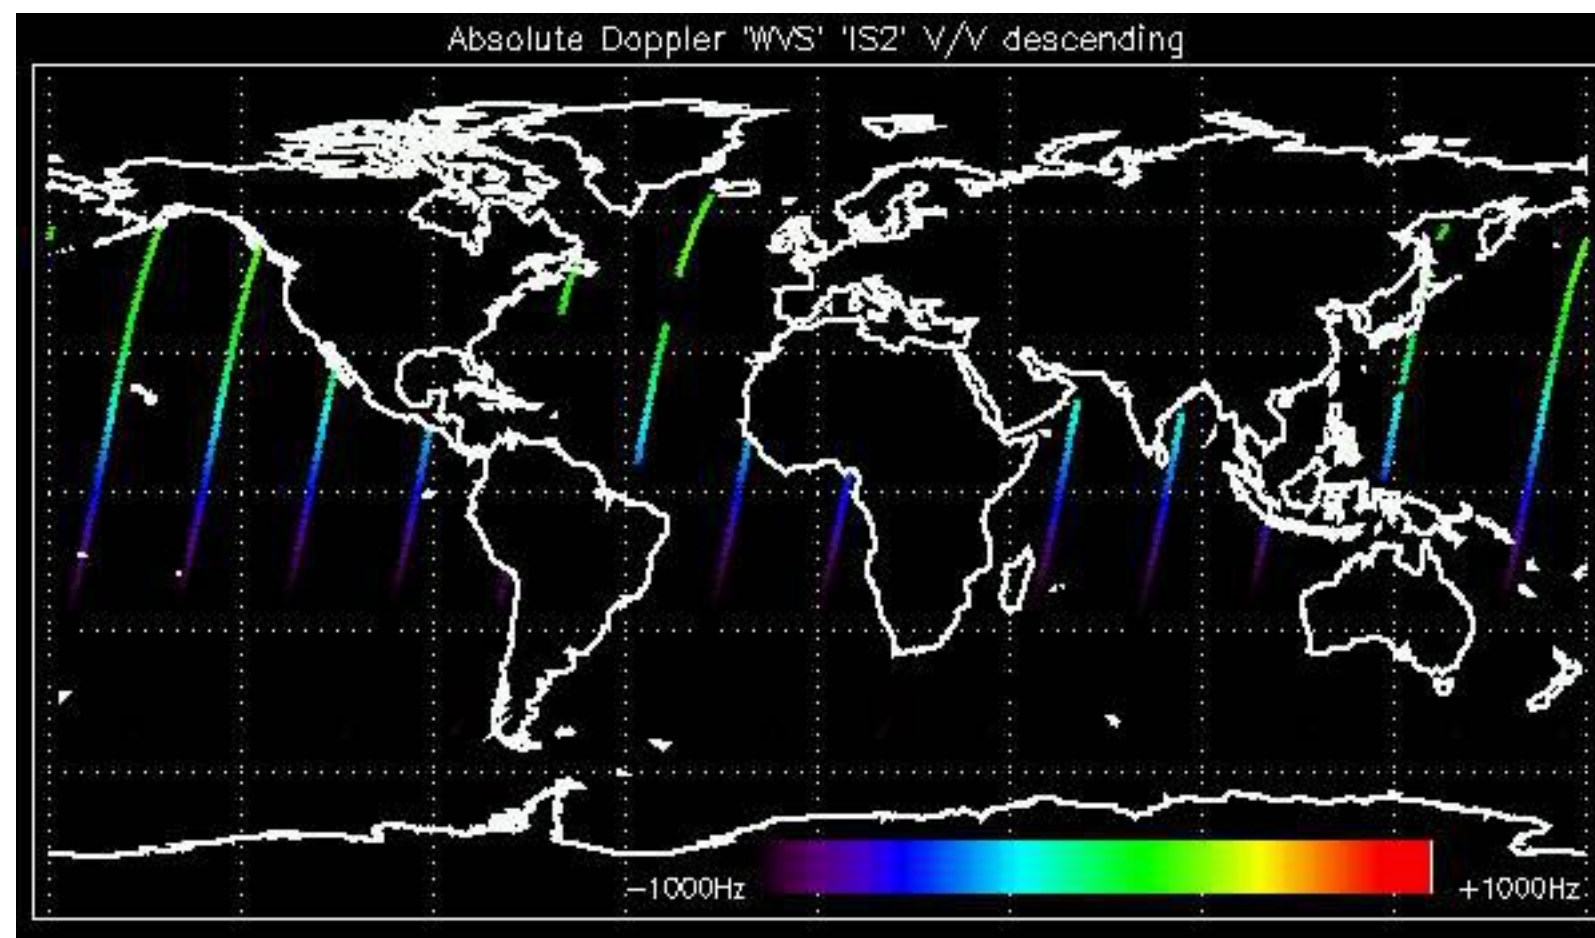 Absolute Doppler 'WVS' 'IS2' V/V descending
-1000Hz
+1000Hz